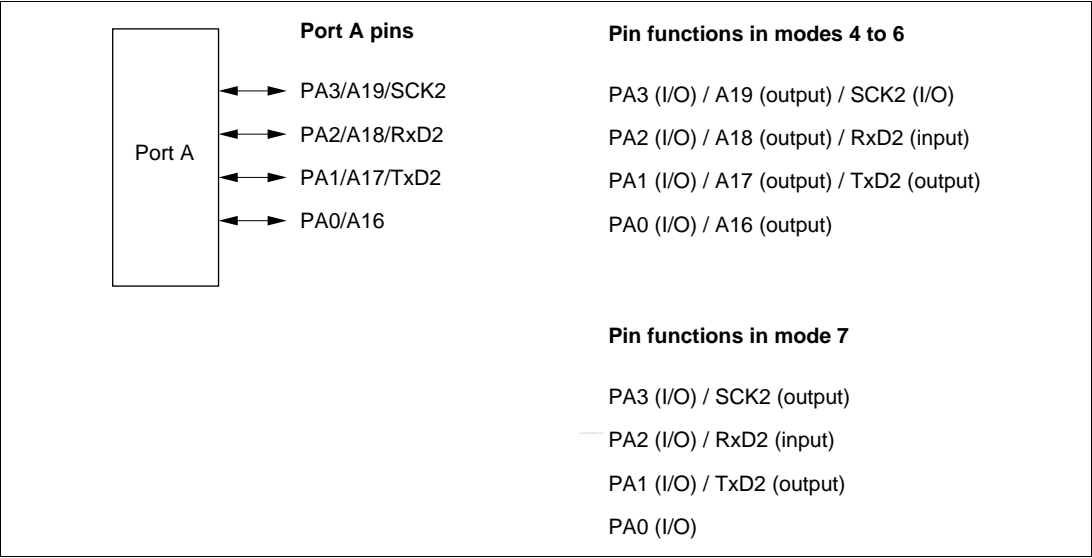 Port A
Port A pins
PA3/A19/SCK2
PA2/A18/RxD2
PA1/A17/TxD2
PA0/A16
Pin functions in modes 4 to 6
PA3 (I/O) / A19 (output) / SCK2 (I/O)
PA2 (I/O) / A18 (output) / RxD2 (input)
PA1 (I/O) / A17 (output) / TxD2 (output)
PA0 (I/O) / A16 (output)
Pin functions in mode 7
PA3 (I/O) / SCK2 (output)
PA2 (I/O) / RxD2 (input)
PA1 (I/O) / TxD2 (output)
PA0 (I/O)